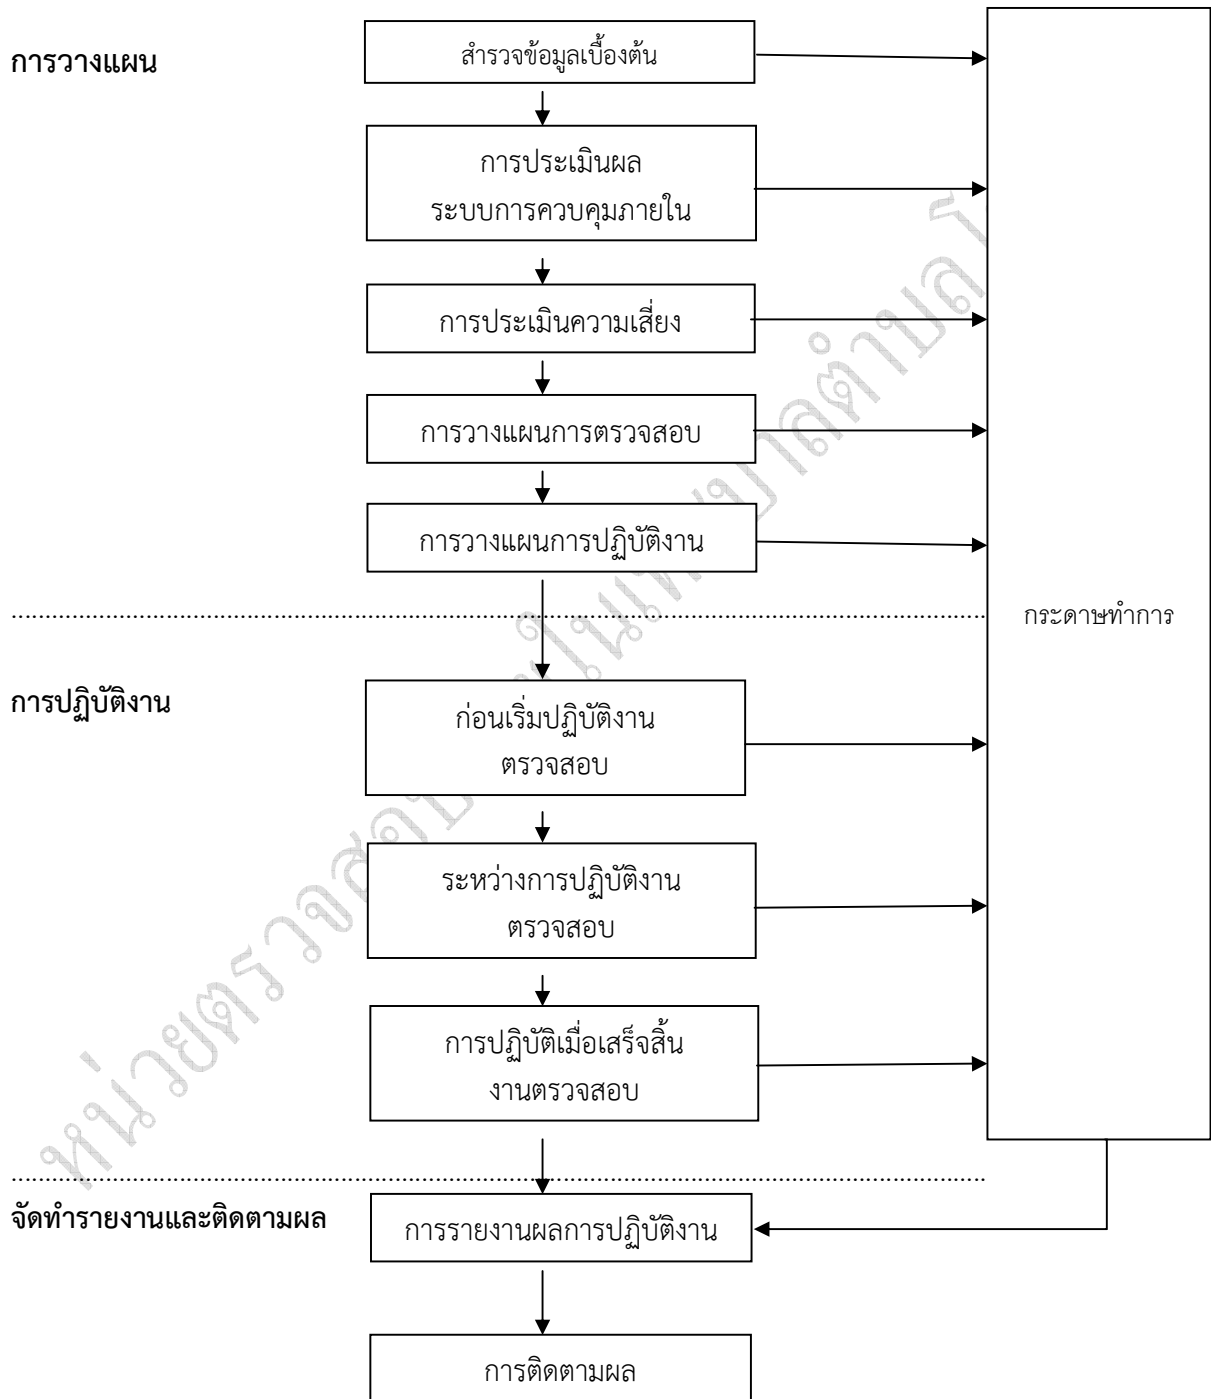 การวางแผน
สำรวจข้อมูลเบื้องต้น
การประเมินผล
ระบบการควบคุมภายใน
การประเมินความเสี่ยง
การวางแผนการตรวจสอบ
การวางแผนการปฏิบัติงาน
กระดาษทำการ
การปฏิบัติงาน
ก่อนเริ่มปฏิบัติงาน
ตรวจสอบ
ระหว่างการปฏิบัติงาน
ตรวจสอบ
การปฏิบัติเมื่อเสร็จสิ้น
งานตรวจสอบ
จัดทำรายงานและติดตามผล
การรายงานผลการปฏิบัติงาน
การติดตามผล